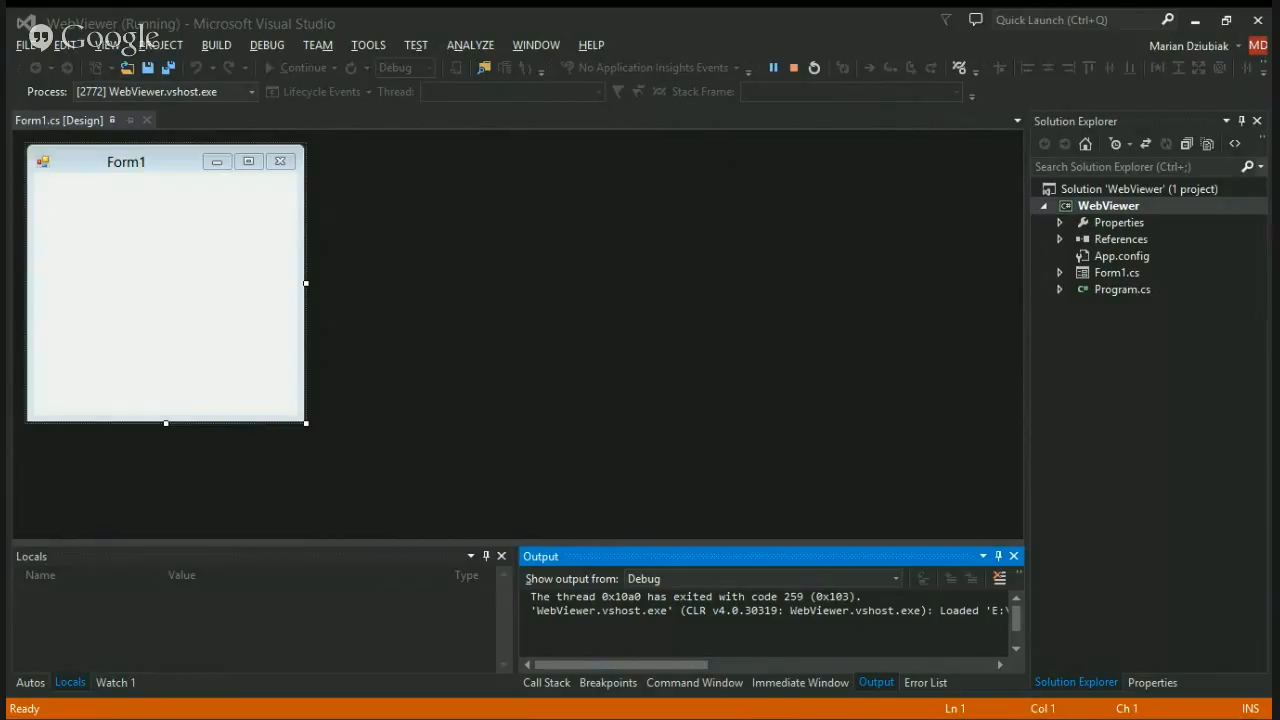 WebViewer (Running) - Microsoft Visual Studio
Google
Quick Launch (Ctrl+Q)
FILE EDIT VIEW PROJECT BUILD DEBUG TEAM TOOLS TEST ANALYZE WINDOW HELP
Marian Dziubiak MD
Continue Debug No Application Insights Events
Process: [2772] WebViewer.vshost.exe Lifecycle Events Thread: Stack Frame:
Form1.cs [Design]
Form1
Solution Explorer
Search Solution Explorer (Ctrl+;)
Solution 'WebViewer' (1 project)
WebViewer
Properties
References
App.config
Form1.cs
Program.cs
Locals
Name Value Type
Autos Locals Watch 1
Output
Show output from: Debug
The thread 0x10a0 has exited with code 259 (0x103).
'WebViewer.vshost.exe' (CLR v4.0.30319: WebViewer.vshost.exe): Loaded 'E:\
Call Stack Breakpoints Command Window Immediate Window Output Error List
Solution Explorer Properties
Ready Ln 1 Col 1 Ch 1 INS